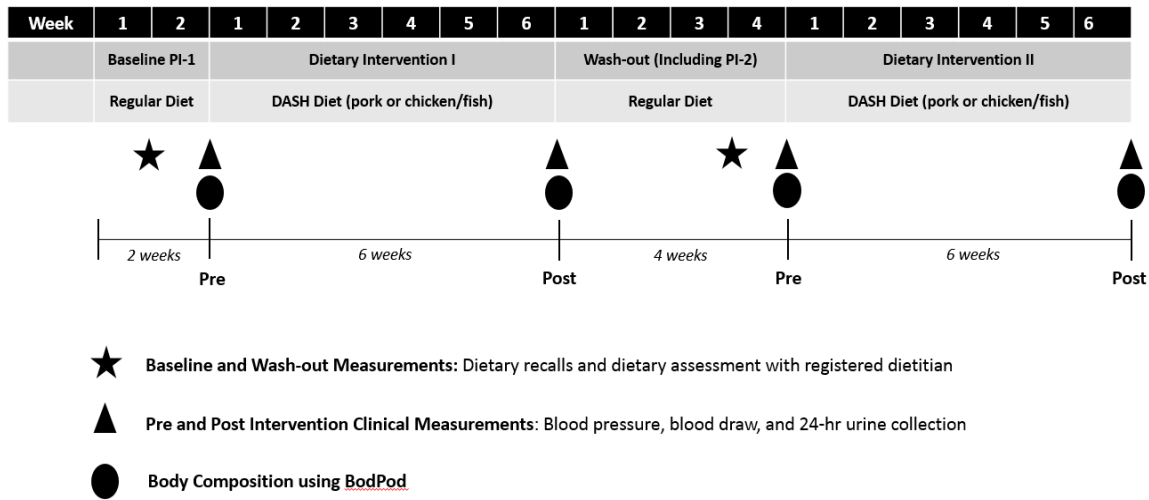 Week 1 2 1 2 3 4 5 6 1 2 3 4 1 2 3 4 5 6
Baseline PI-1 Dietary Intervention I Wash-out (Including PI-2) Dietary Intervention II
Regular Diet DASH Diet (pork or chicken/fish) Regular Diet DASH Diet (pork or chicken/fish)
2 weeks 6 weeks 4 weeks 6 weeks
Pre Post Pre Post
Baseline and Wash-out Measurements: Dietary recalls and dietary assessment with registered dietitian
Pre and Post Intervention Clinical Measurements: Blood pressure, blood draw, and 24-hr urine collection
Body Composition using BodPod